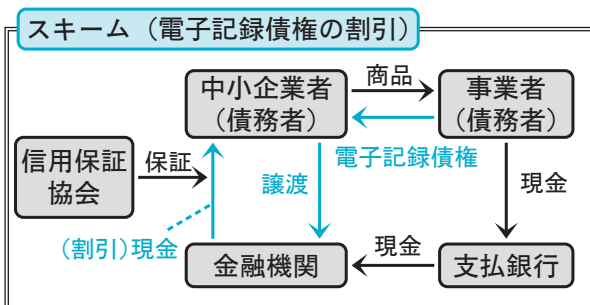 スキーム（電子記録債権の割引）
中小企業者
（債務者）
商品
事業者
（債務者）
電子記録債権
信用保証
協会
保証
譲渡
現金
（割引）現金
金融機関
現金
支払銀行